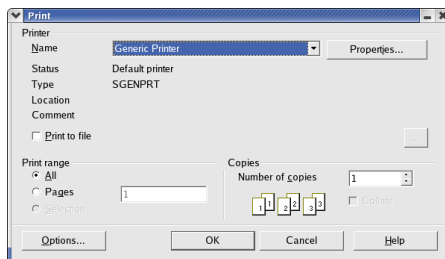 Print
Printer
Name Generic Printer Properties...
Status Default printer
Type SGENPRT
Location
Comment
Print to file
...
Print range Copies
All Number of copies 1
Pages 1
Selection
1 1 2 2 3 3 Collate
Options... OK Cancel Help